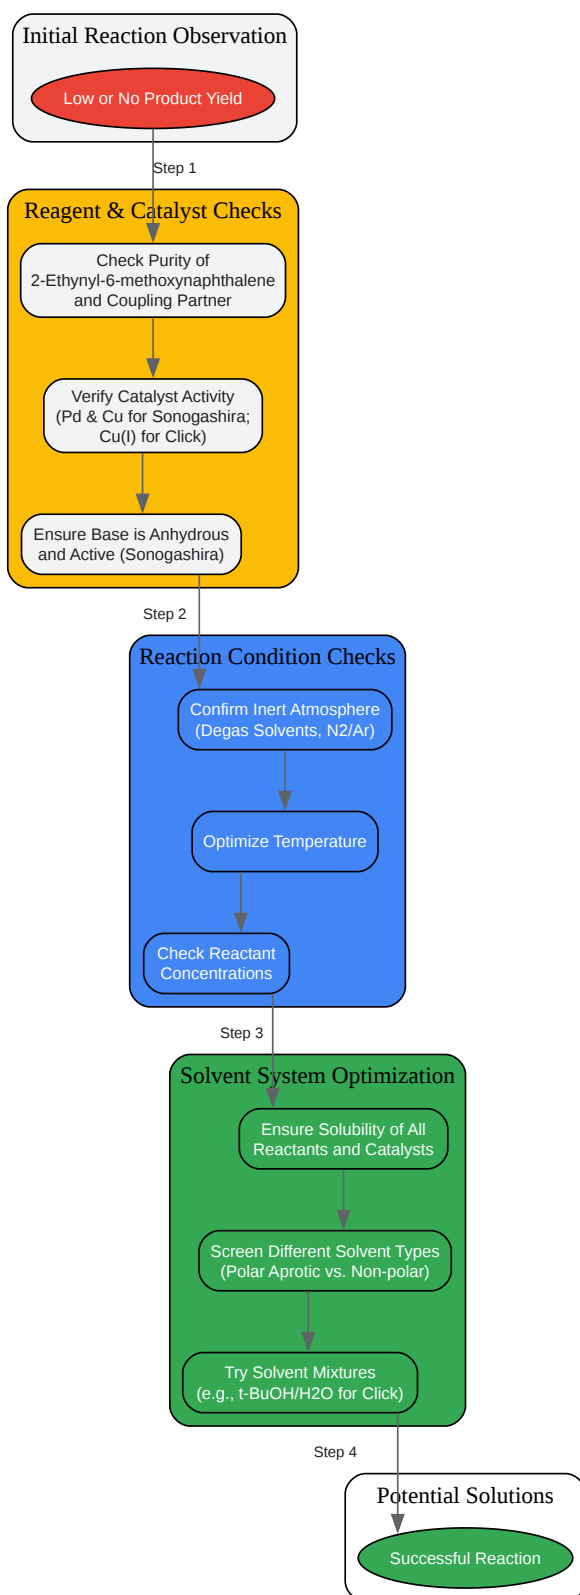 Initial Reaction Observation
Low or No Product Yield
Step 1
Reagent & Catalyst Checks
Check Purity of
2-Ethynyl-6-methoxynaphthalene
and Coupling Partner
Verify Catalyst Activity
(Pd & Cu for Sonogashira;
Cu(I) for Click)
Ensure Base is Anhydrous
and Active (Sonogashira)
Step 2
Reaction Condition Checks
Confirm Inert Atmosphere
(Degas Solvents, N2/Ar)
Optimize Temperature
Check Reactant
Concentrations
Step 3
Solvent System Optimization
Ensure Solubility of All
Reactants and Catalysts
Screen Different Solvent Types
(Polar Aprotic vs. Non-polar)
Try Solvent Mixtures
(e.g., t-BuOH/H2O for Click)
Step 4
Potential Solutions
Successful Reaction